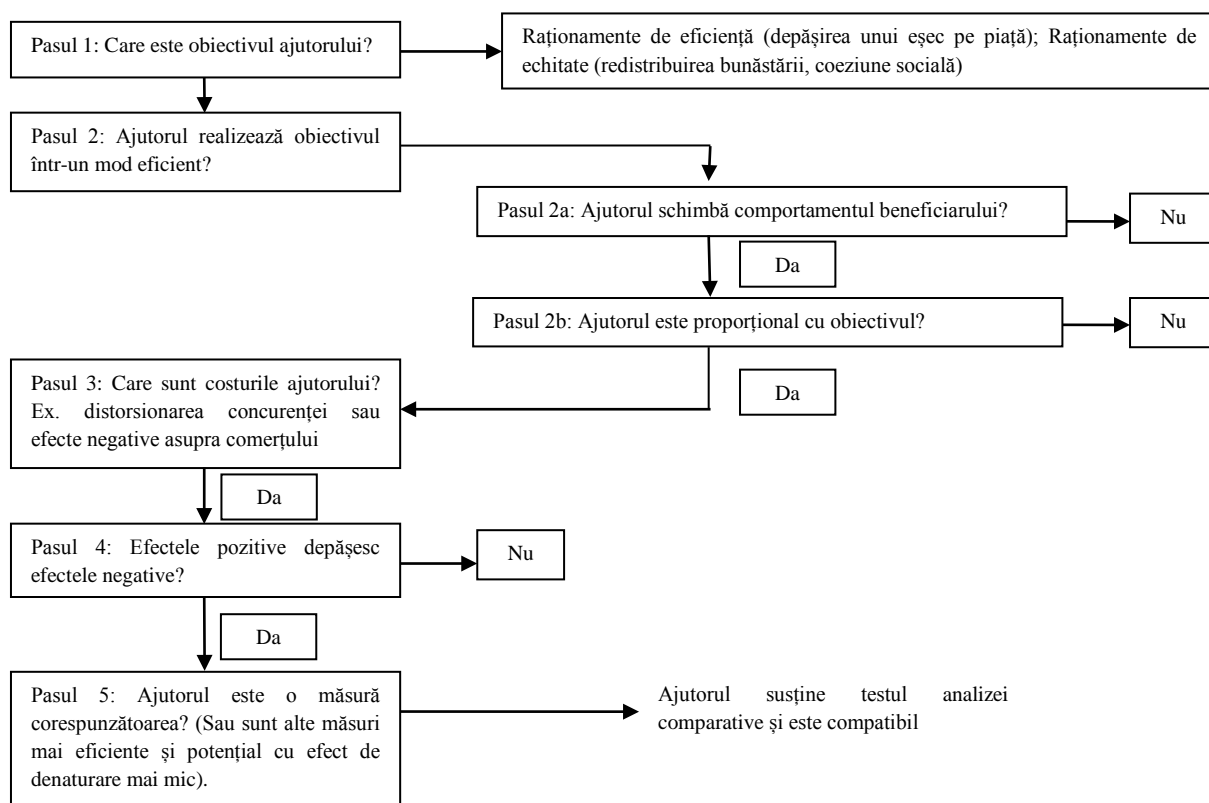 Pasul 1: Care este obiectivul ajutorului?
Raționamente de eficiență (depășirea unui eșec pe piață); Raționamente de
echitate (redistribuirea bunăstării, coeziune socială)
Pasul 2: Ajutorul realizează obiectivul
într-un mod eficient?
Pasul 2a: Ajutorul schimbă comportamentul beneficiarului?
Nu
Da
Pasul 2b: Ajutorul este proporțional cu obiectivul?
Nu
Da
Pasul 3: Care sunt costurile ajutorului?
Ex. distorsionarea concurenței sau
efecte negative asupra comerțului
Da
Pasul 4: Efectele pozitive depășesc
efectele negative?
Nu
Da
Pasul 5: Ajutorul este o măsură
corespunzătoarea? (Sau sunt alte măsuri
mai eficiente și potențial cu efect de
denaturare mai mic).
Ajutorul susține testul analizei
comparative și este compatibil